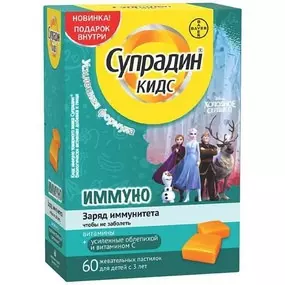 НОВИНКА!
ПОДАРОК
ВНУТРИ
BAYER
Супрадин
КИДС
Disney
ХОЛОДНОЕ
СЕРДЦЕ
ИММУНО
Заряд иммунитета
чтобы не заболеть
витамины
+ усиленные облепихой
и витамином С
60 жевательных пастилок
для детей с 3 лет